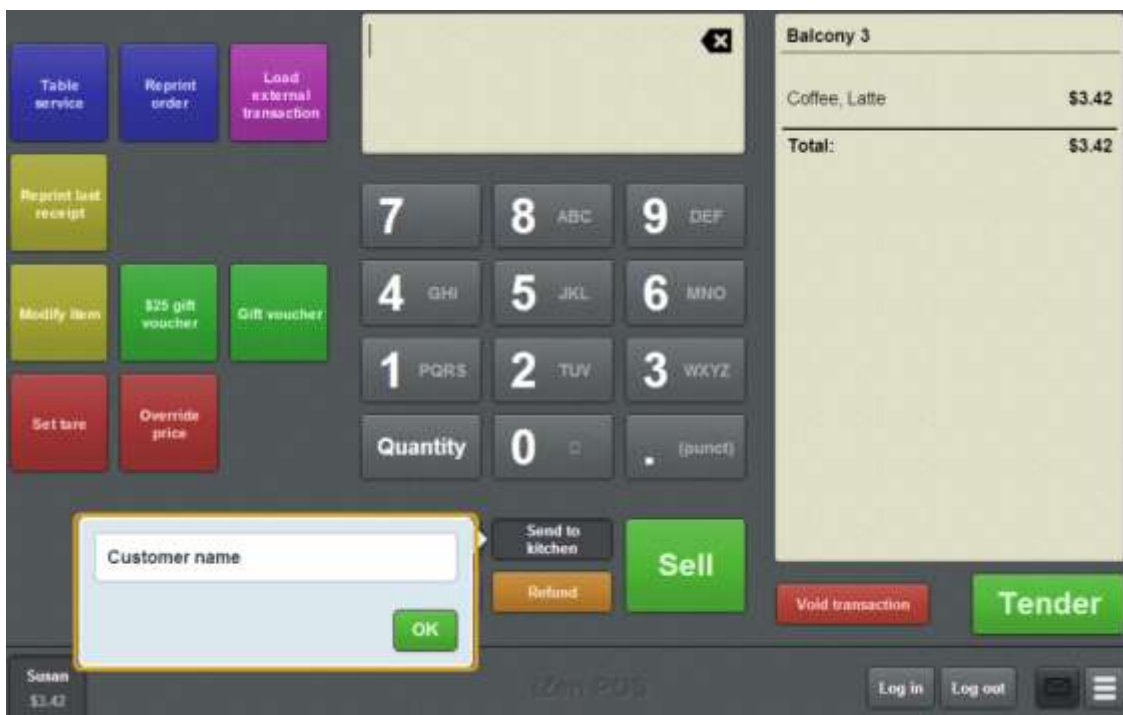 Table
service
Reprint
order
Load
external
transaction
Reprint last
receipt
Modify item
$25 gift
voucher
Gift voucher
Set tare
Override
price
7
8 ABC
9 DEF
4 GHI
5 JKL
6 MNO
1 PQRS
2 TUV
3 WXYZ
Quantity
0
. (punct)
Customer name
OK
Send to
kitchen
Refund
Sell
Balcony 3
Coffee, Latte $3.42
Total: $3.42
Void transaction
Tender
Susan
$3.42
iZen POS
Log in
Log out